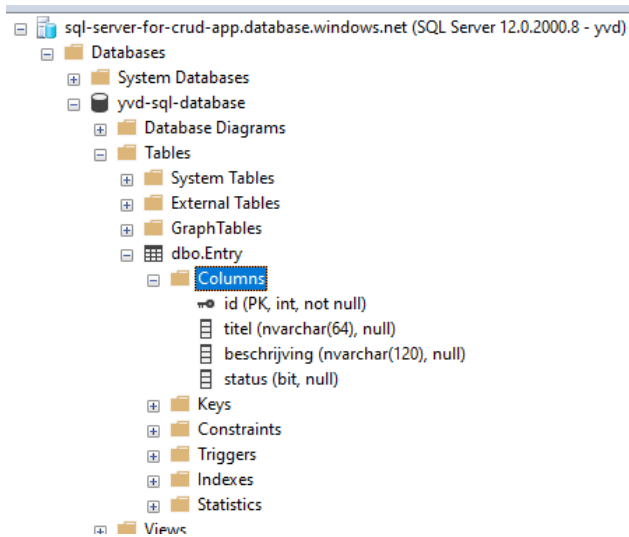 sql-server-for-crud-app.database.windows.net (SQL Server 12.0.2000.8 - yvd)
Databases
System Databases
yvd-sql-database
Database Diagrams
Tables
System Tables
External Tables
GraphTables
dbo.Entry
Columns
id (PK, int, not null)
titel (nvarchar(64), null)
beschrijving (nvarchar(120), null)
status (bit, null)
Keys
Constraints
Triggers
Indexes
Statistics
Views